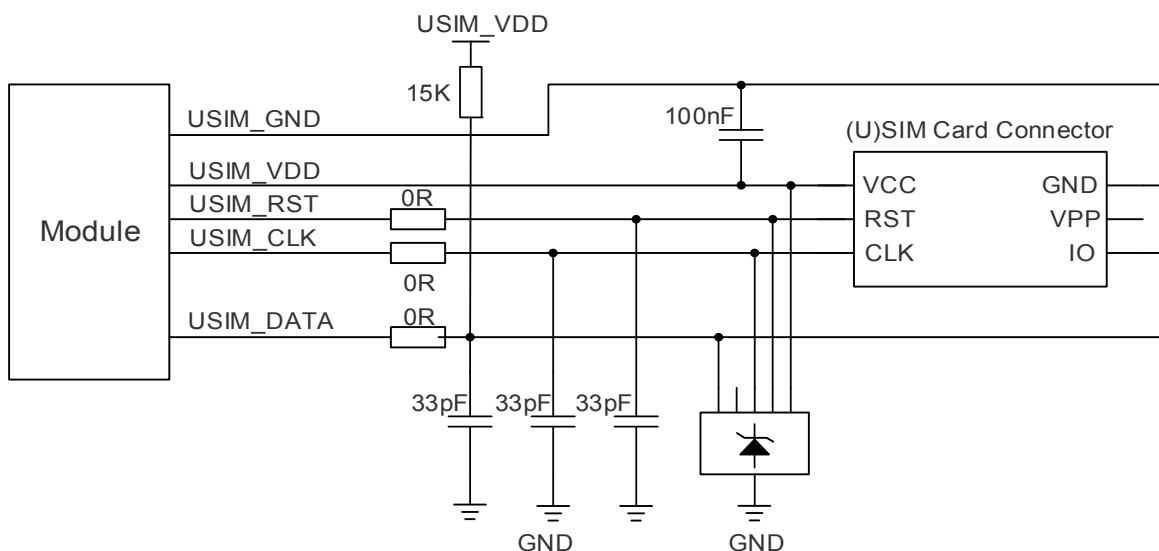 USIM_VDD
15K
100nF
USIM_GND
(U)SIM Card Connector
USIM_VDD
VCC
GND
USIM_RST
0R
RST
VPP
Module
USIM_CLK
CLK
IO
0R
USIM_DATA
0R
33pF
33pF
33pF
GND
GND